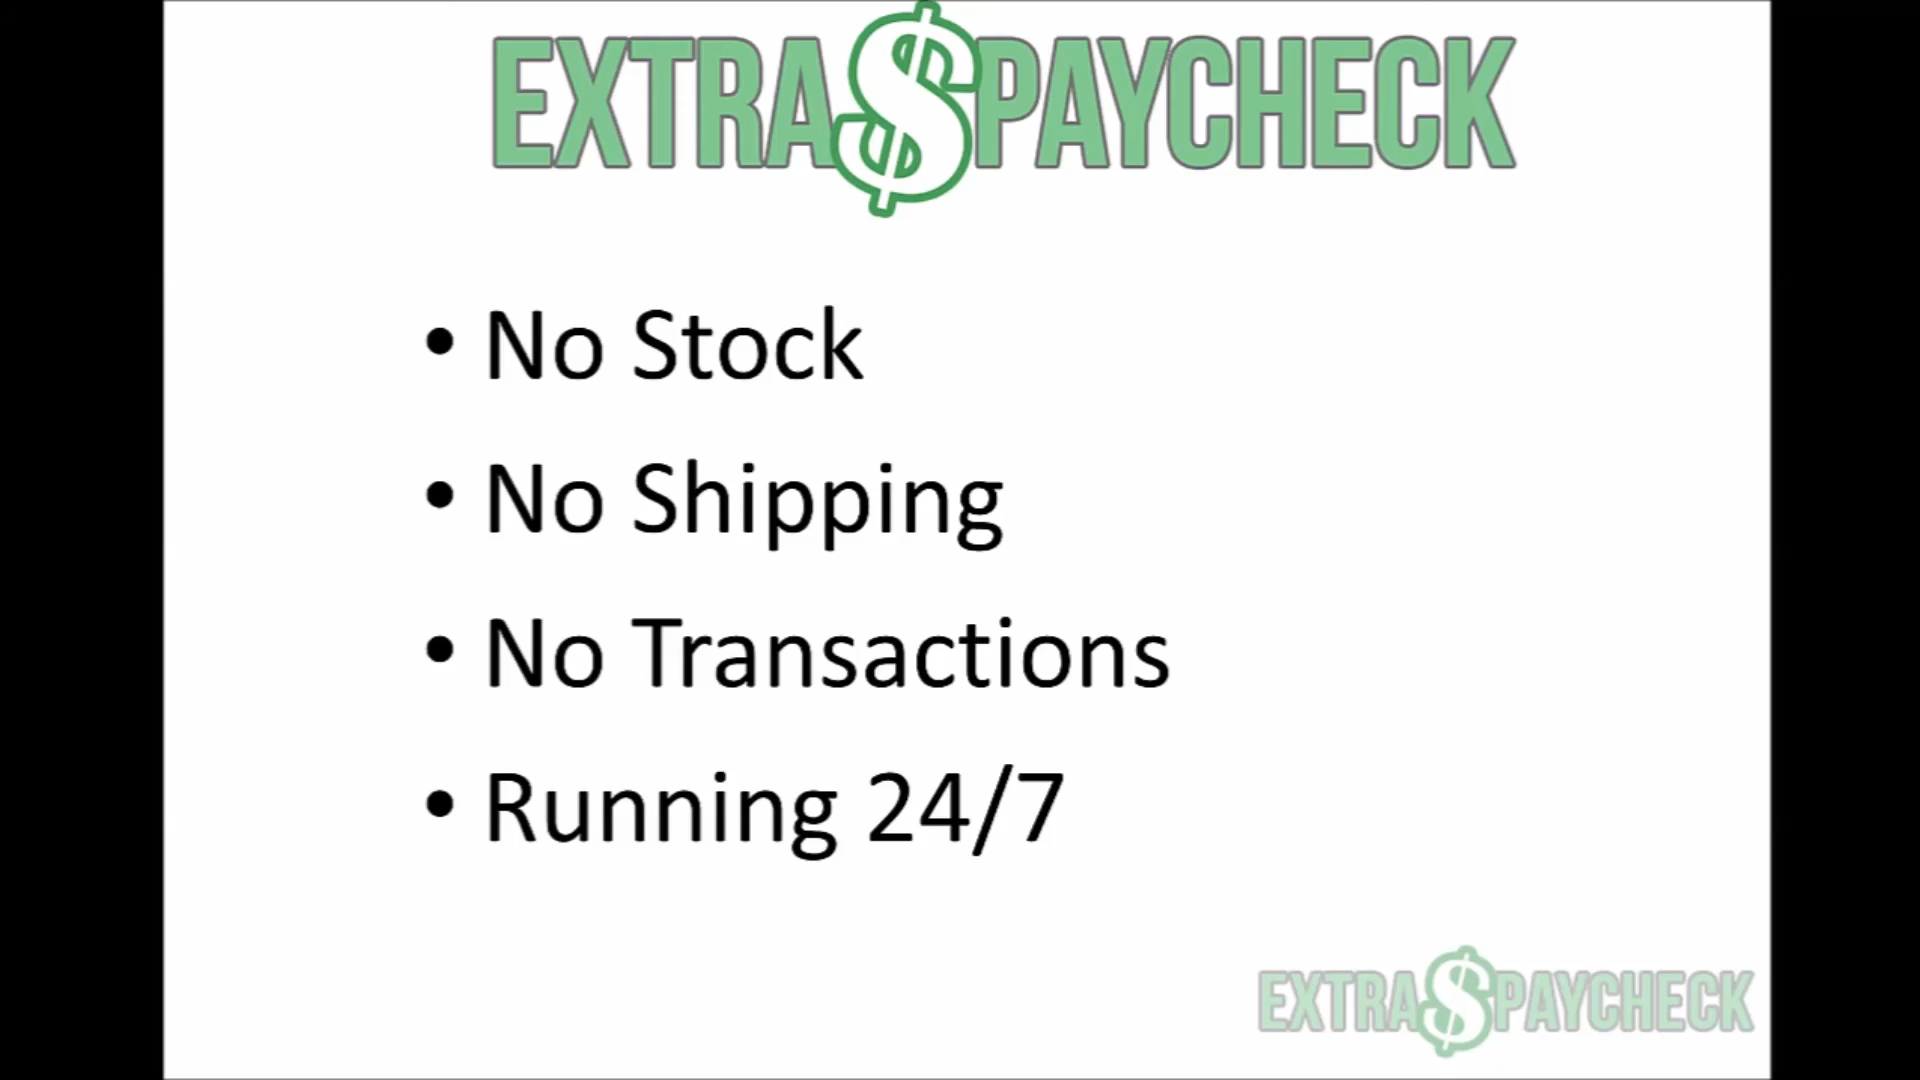 EXTRA$PAYCHECK
• No Stock
• No Shipping
• No Transactions
• Running 24/7
EXTRA$PAYCHECK